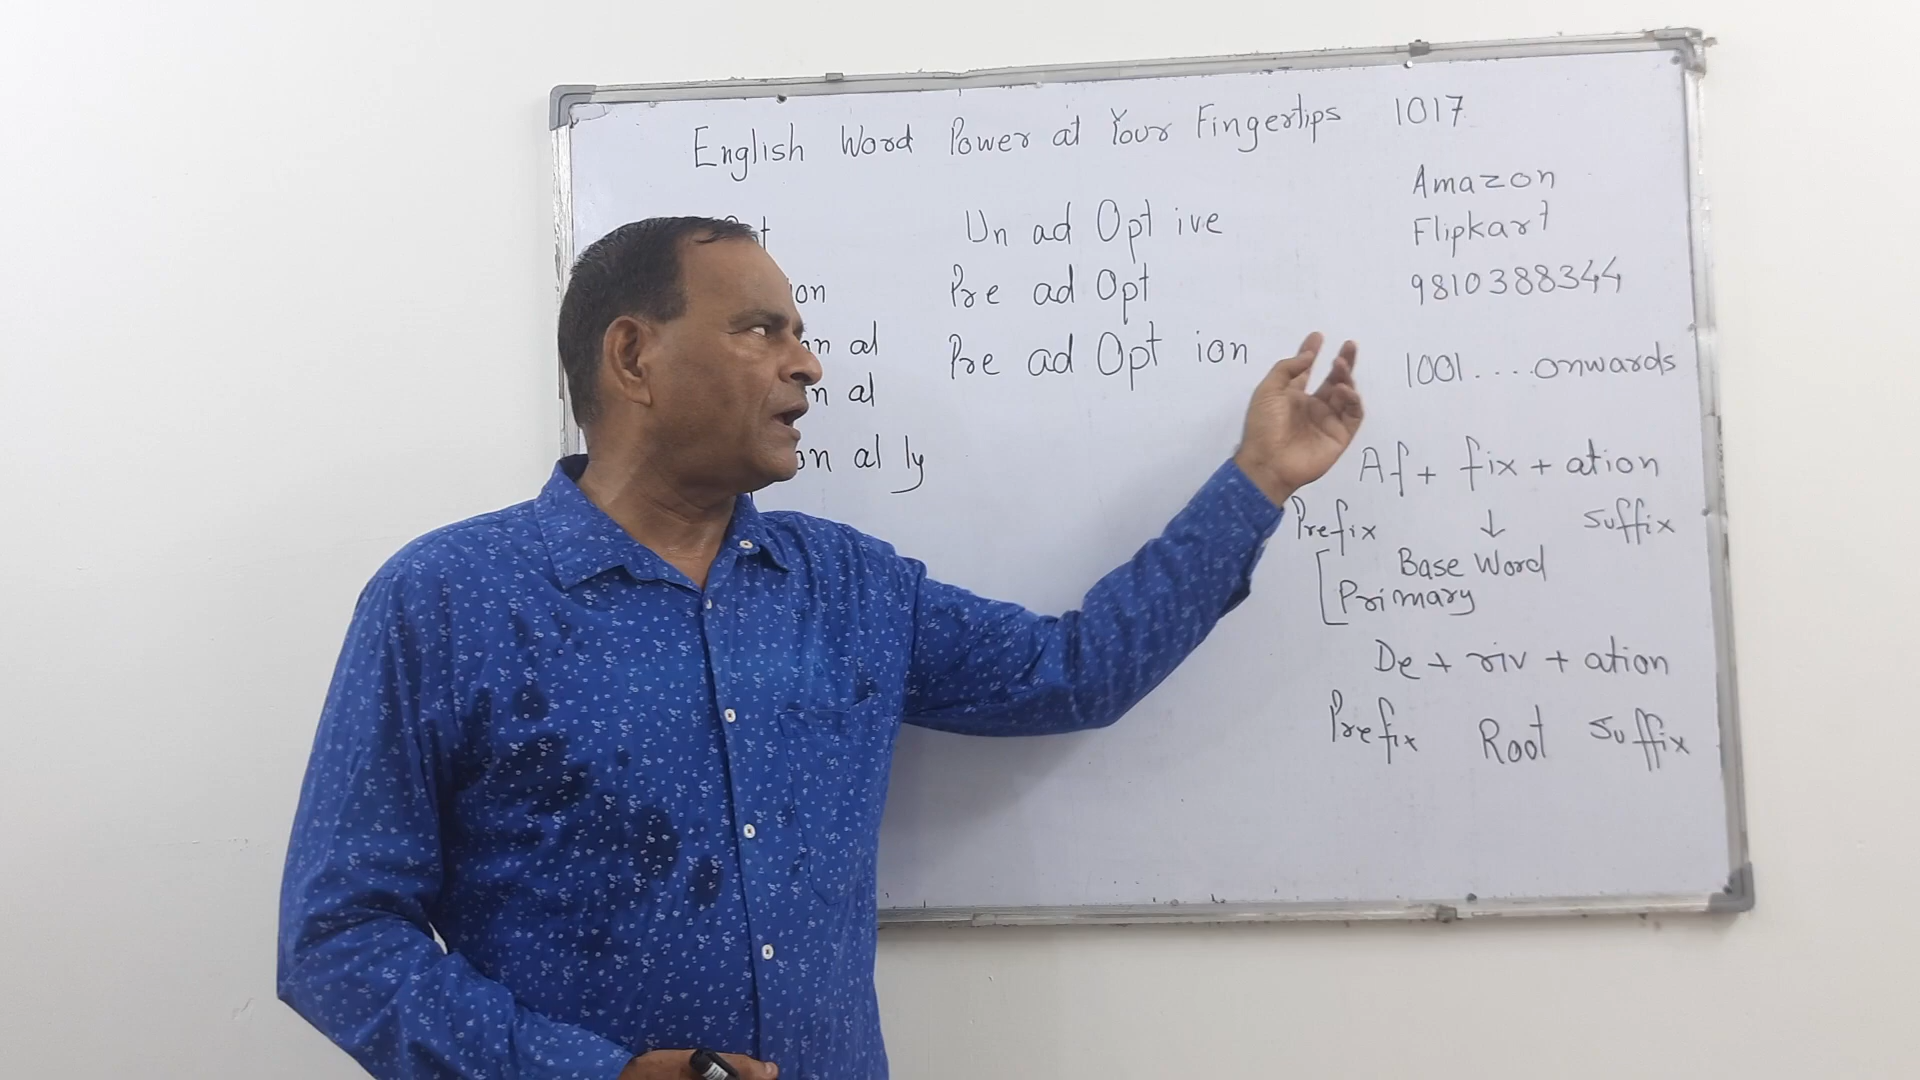 English Word Power at Your Fingertips 1017
Amazon
Flipkart
9810388344
1001....onwards
Un ad Opt ive
Pre ad Opt
Pre ad Opt ion
ion
on al
n al
on al ly
Af + fix + ation
Prefix ↓ suffix
Base Word
[Primary
De + riv + ation
Prefix Root suffix